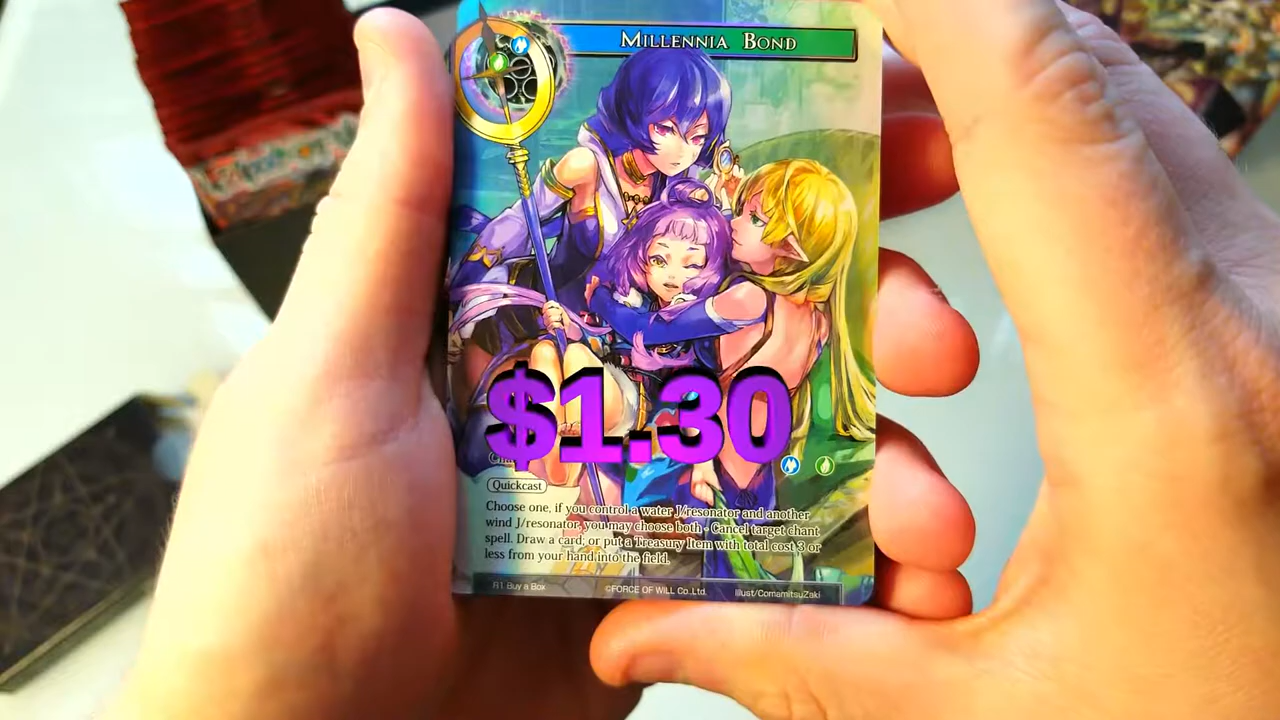 Millennia Bond
$1.30
Quickcast
Choose one, if you control a water J/resonator and another
wind J/resonator, you may choose both - Cancel target chant
spell. Draw a card; or put a Treasury Item with total cost 3 or
less from your hand into the field.
R1 Buy a Box
©FORCE OF WILL Co.,Ltd.
Illust/ComamitsuZaki